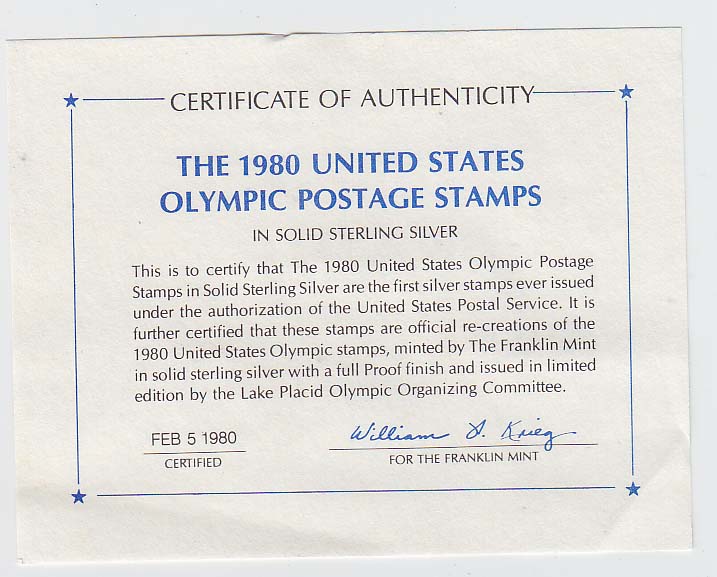 CERTIFICATE OF AUTHENTICITY
THE 1980 UNITED STATES
OLYMPIC POSTAGE STAMPS
IN SOLID STERLING SILVER
This is to certify that The 1980 United States Olympic Postage
Stamps in Solid Sterling Silver are the first silver stamps ever issued
under the authorization of the United States Postal Service. It is
further certified that these stamps are official re-creations of the
1980 United States Olympic stamps, minted by The Franklin Mint
in solid sterling silver with a full Proof finish and issued in limited
edition by the Lake Placid Olympic Organizing Committee.
FEB 5 1980
CERTIFIED
William A. Krieg
FOR THE FRANKLIN MINT